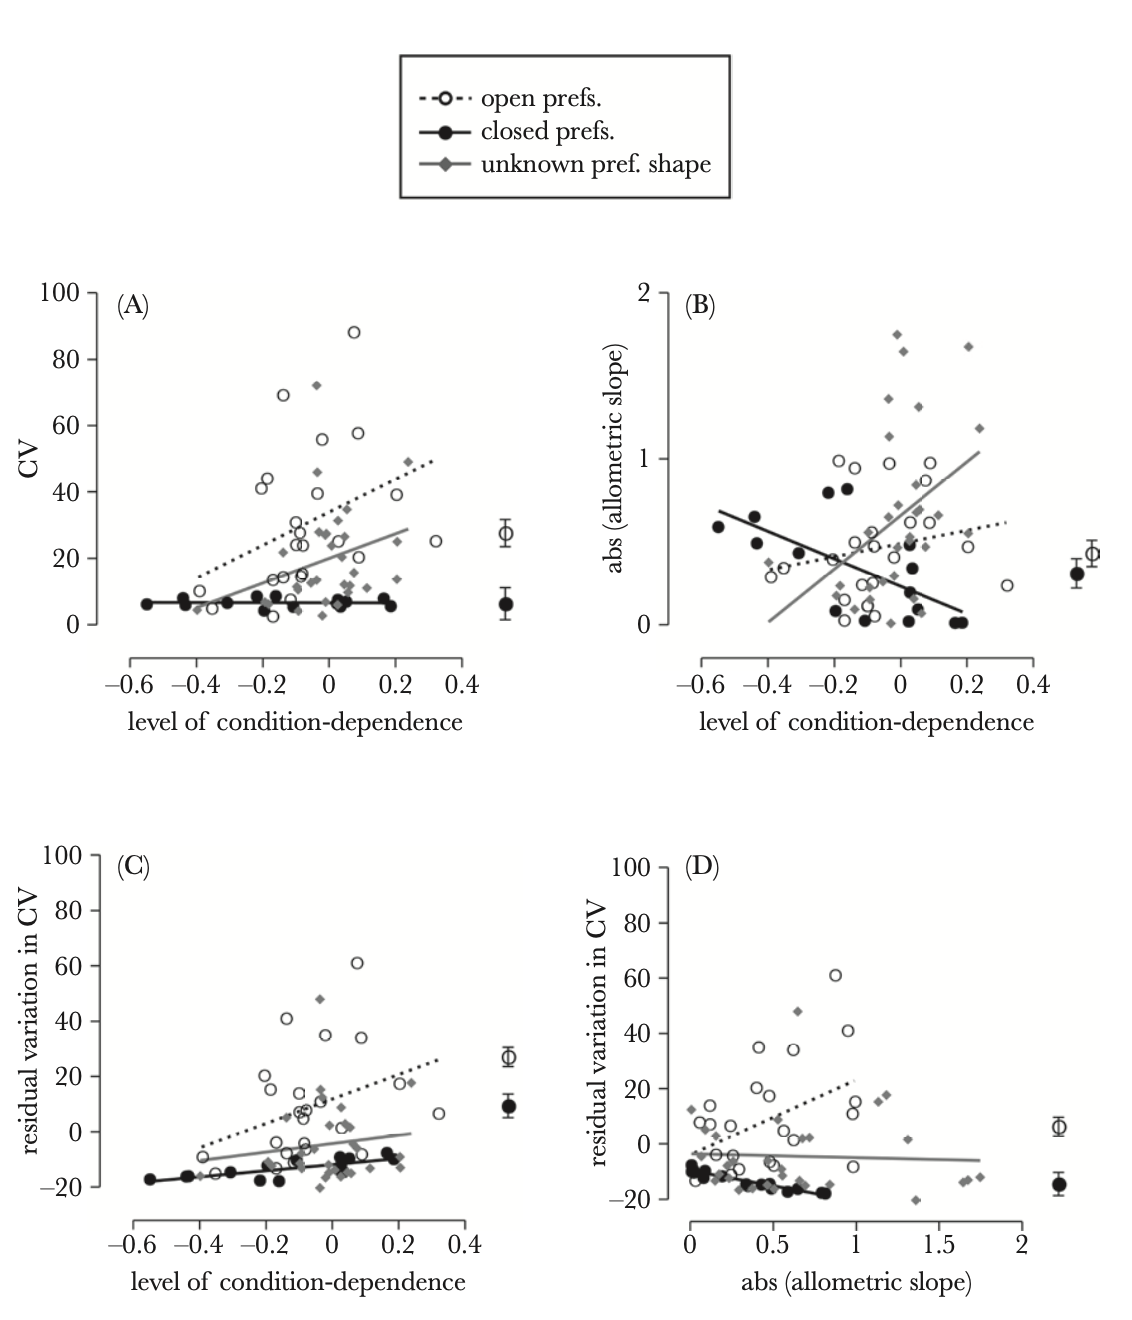 open prefs.
closed prefs.
unknown pref. shape
(A)
CV
100
80
60
40
20
0
−0.6 −0.4 −0.2 0 0.2 0.4
level of condition-dependence
(B)
abs (allometric slope)
2
1
0
−0.6 −0.4 −0.2 0 0.2 0.4
level of condition-dependence
(C)
residual variation in CV
100
80
60
40
20
0
−20
−0.6 −0.4 −0.2 0 0.2 0.4
level of condition-dependence
(D)
residual variation in CV
100
80
60
40
20
0
−20
0 0.5 1 1.5 2
abs (allometric slope)